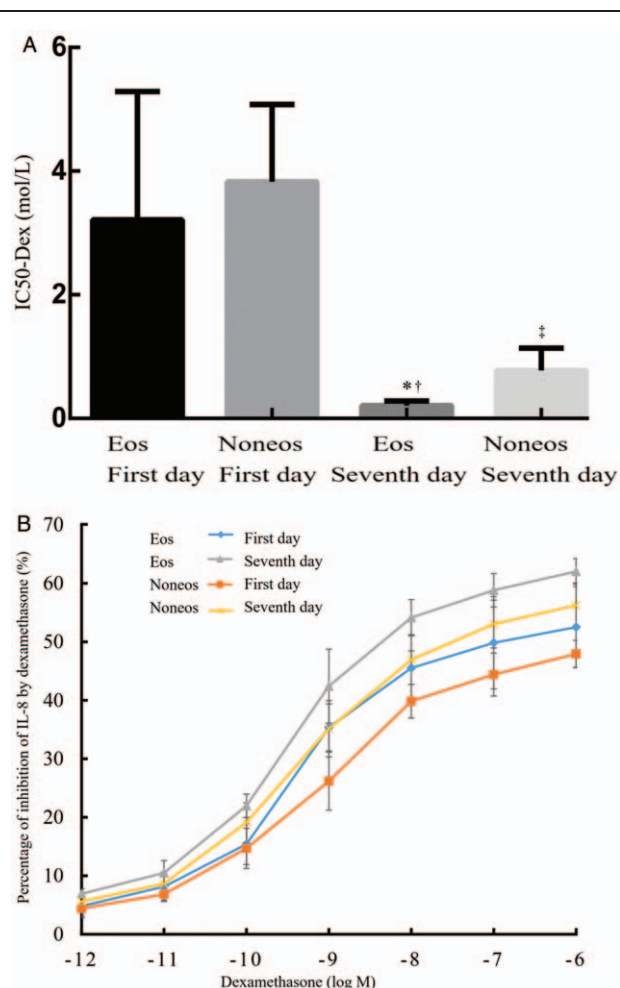 A
6
4
2
0
IC50-Dex (mol/L)
*†
‡
Eos Noneos Eos Noneos
First day First day Seventh day Seventh day
B
70
60
50
40
30
20
10
0
Percentage of inhibition of IL-8 by dexamethasone (%)
Eos First day
Eos Seventh day
Noneos First day
Noneos Seventh day
-12 -11 -10 -9 -8 -7 -6
Dexamethasone (log M)